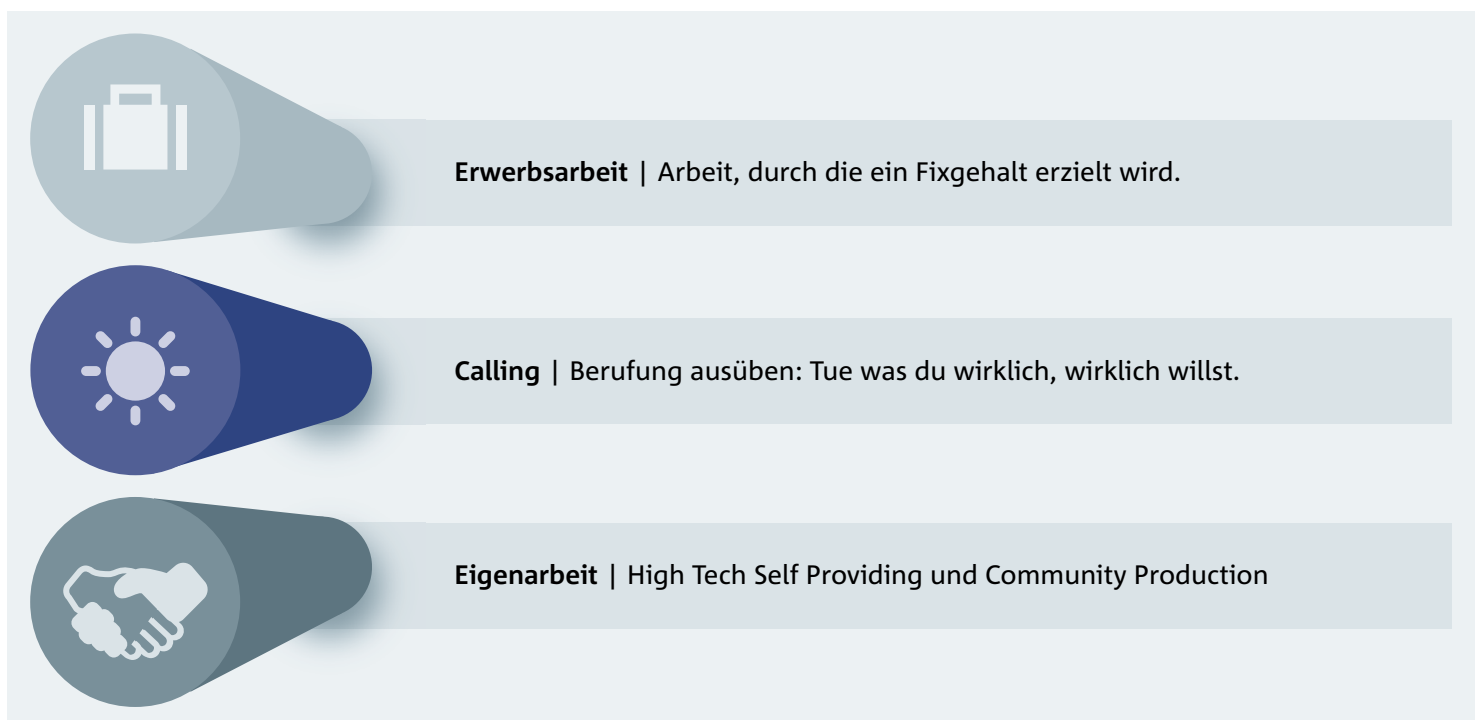 Erwerbsarbeit | Arbeit, durch die ein Fixgehalt erzielt wird.
Calling | Berufung ausüben: Tue was du wirklich, wirklich willst.
Eigenarbeit | High Tech Self Providing und Community Production